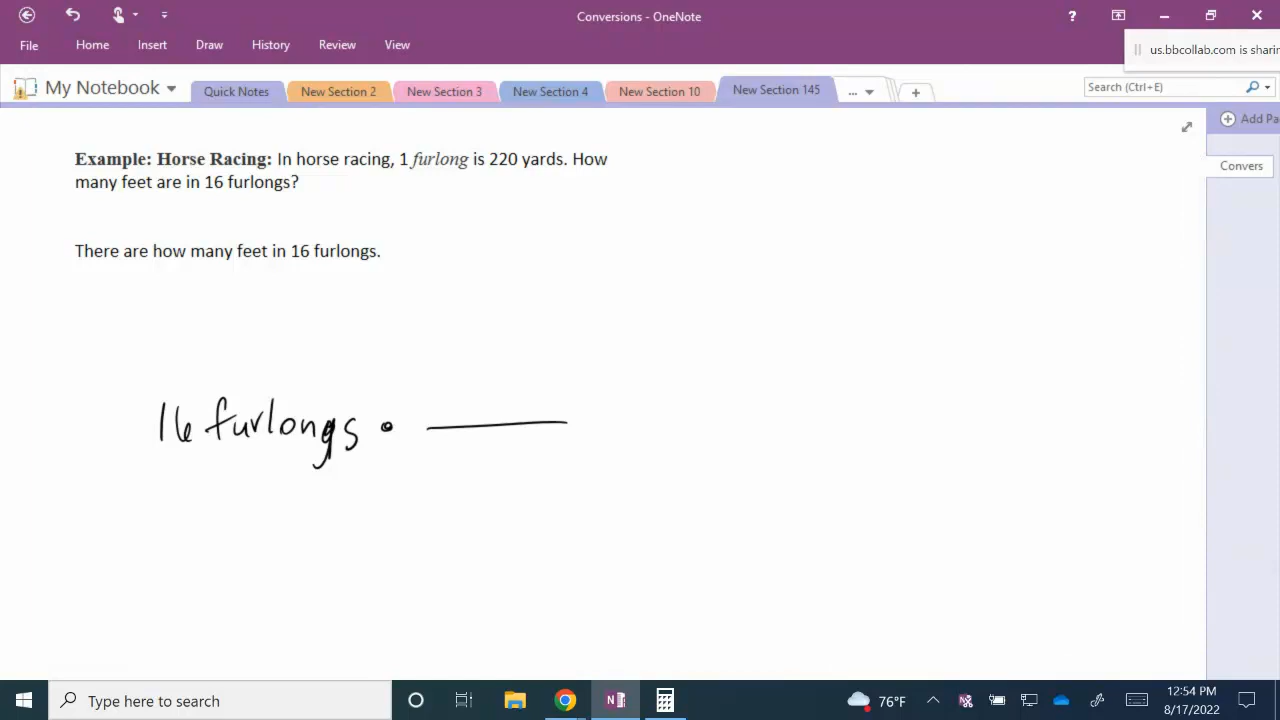 Conversions - OneNote
?
us.bbcollab.com is sharin
File Home Insert Draw History Review View
My Notebook Quick Notes New Section 2 New Section 3 New Section 4 New Section 10 New Section 145 ... + Search (Ctrl+E)
Add Pa
Convers
Example: Horse Racing: In horse racing, 1 furlong is 220 yards. How
many feet are in 16 furlongs?
There are how many feet in 16 furlongs.
16 furlongs •
Type here to search
N
76°F
12:54 PM
8/17/2022